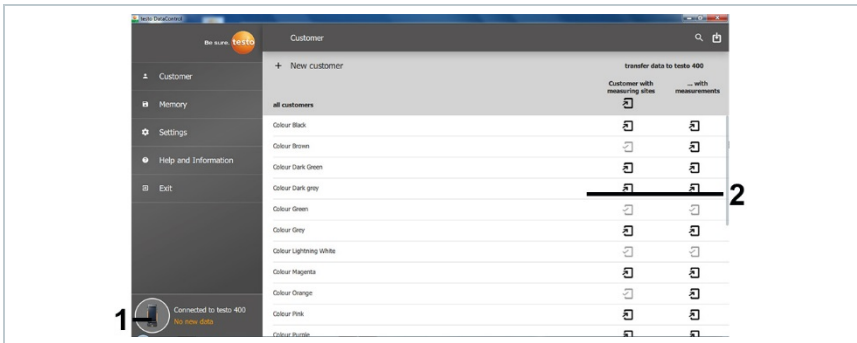 testo DataControl
Be sure. testo
Customer
+ New customer
transfer data to testo 400
Customer with measuring sites
... with measurements
Customer
Memory
Settings
Help and Information
Exit
all customers
Colour Black
Colour Brown
Colour Dark Green
Colour Dark grey
2
Colour Green
Colour Grey
Colour Lightning White
Colour Magenta
Colour Orange
Colour Pink
Colour Purple
1
Connected to testo 400
No new data